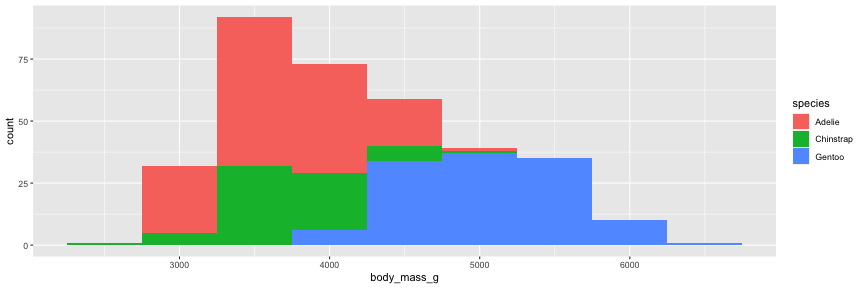 75
50
25
0
count
3000 4000 5000 6000
body_mass_g
species
Adelie
Chinstrap
Gentoo